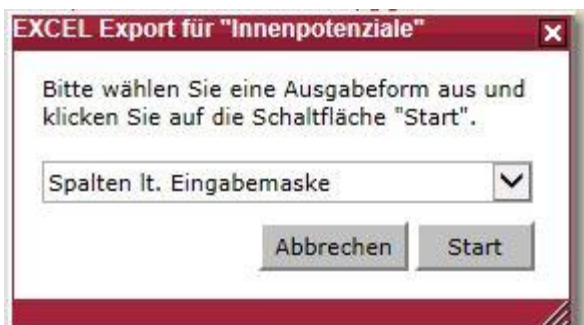 EXCEL Export für "Innenpotenziale"
Bitte wählen Sie eine Ausgabeform aus und
klicken Sie auf die Schaltfläche "Start".
Spalten lt. Eingabemaske
Abbrechen Start